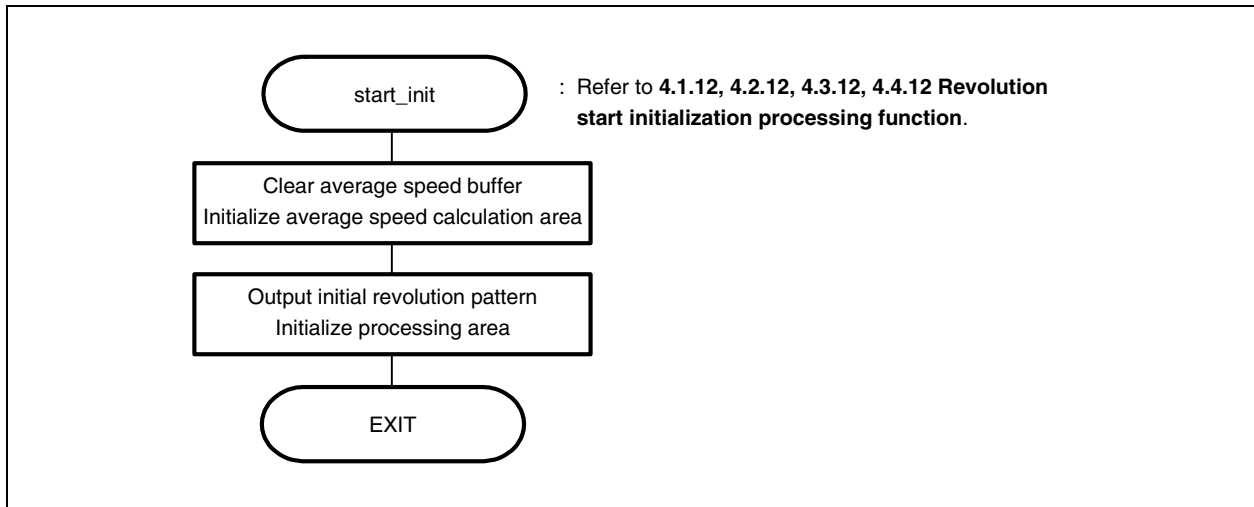 start_init
: Refer to 4.1.12, 4.2.12, 4.3.12, 4.4.12 Revolution
start initialization processing function.
Clear average speed buffer
Initialize average speed calculation area
Output initial revolution pattern
Initialize processing area
EXIT